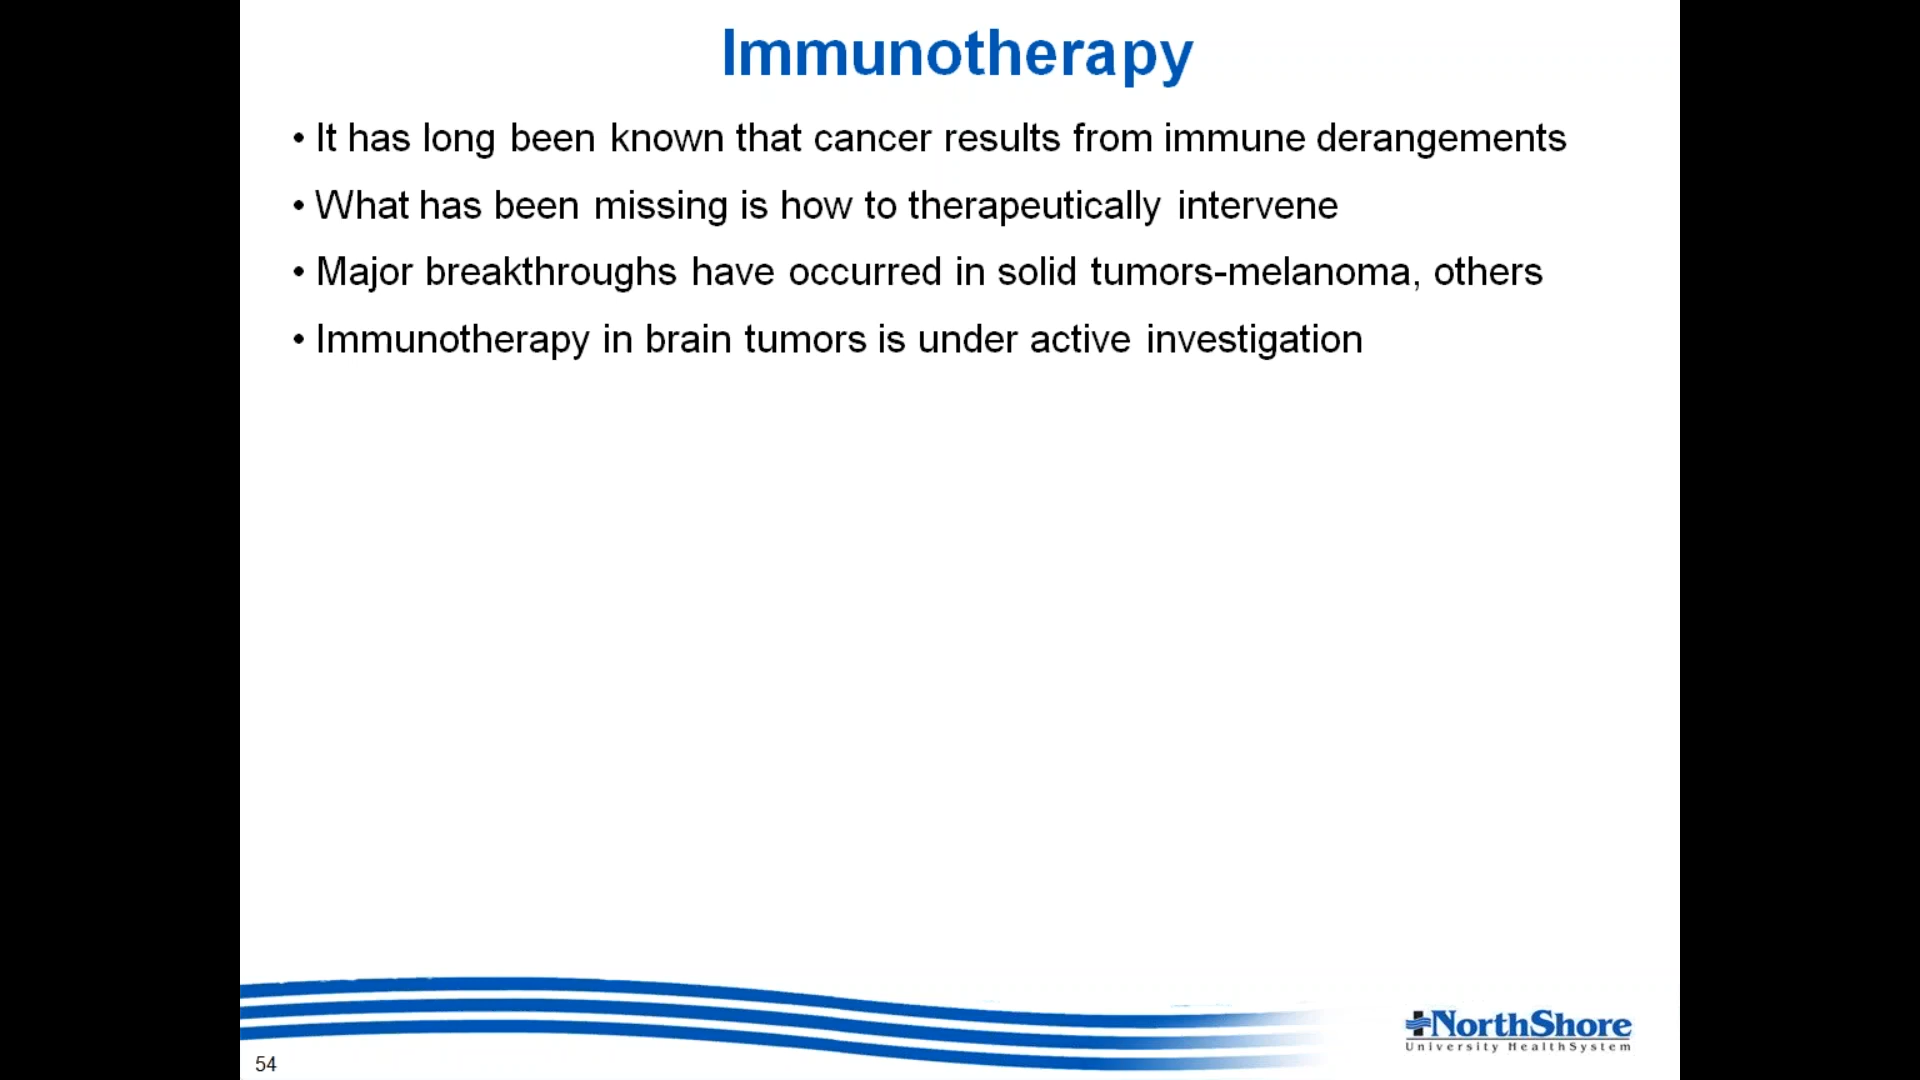 Immunotherapy
• It has long been known that cancer results from immune derangements
• What has been missing is how to therapeutically intervene
• Major breakthroughs have occurred in solid tumors-melanoma, others
• Immunotherapy in brain tumors is under active investigation
NorthShore
University HealthSystem
54